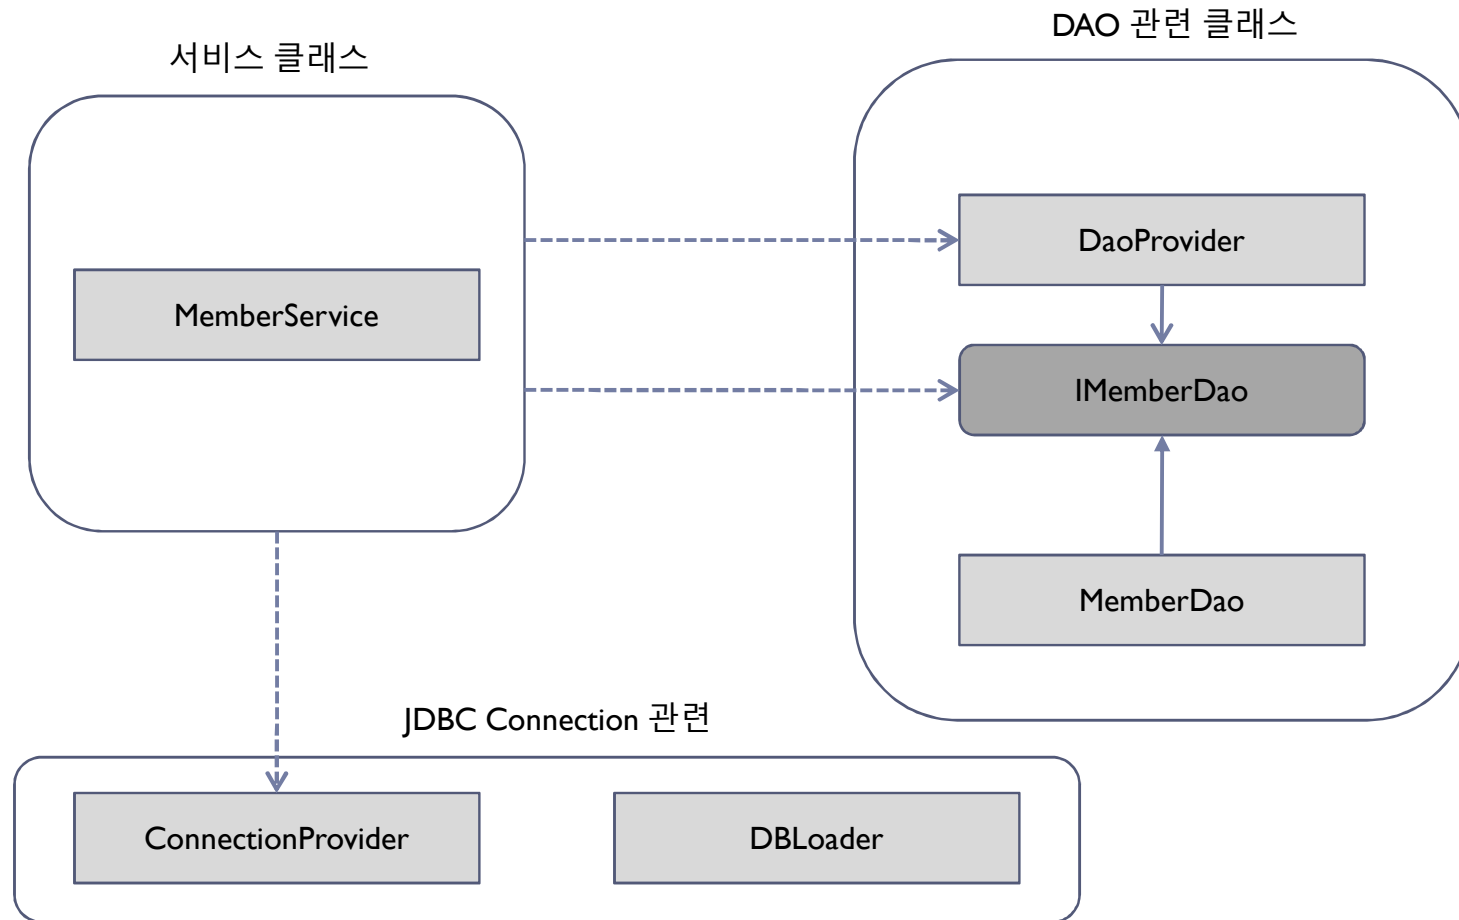 서비스 클래스
DAO 관련 클래스
MemberService
DaoProvider
IMemberDao
MemberDao
JDBC Connection 관련
ConnectionProvider
DBLoader